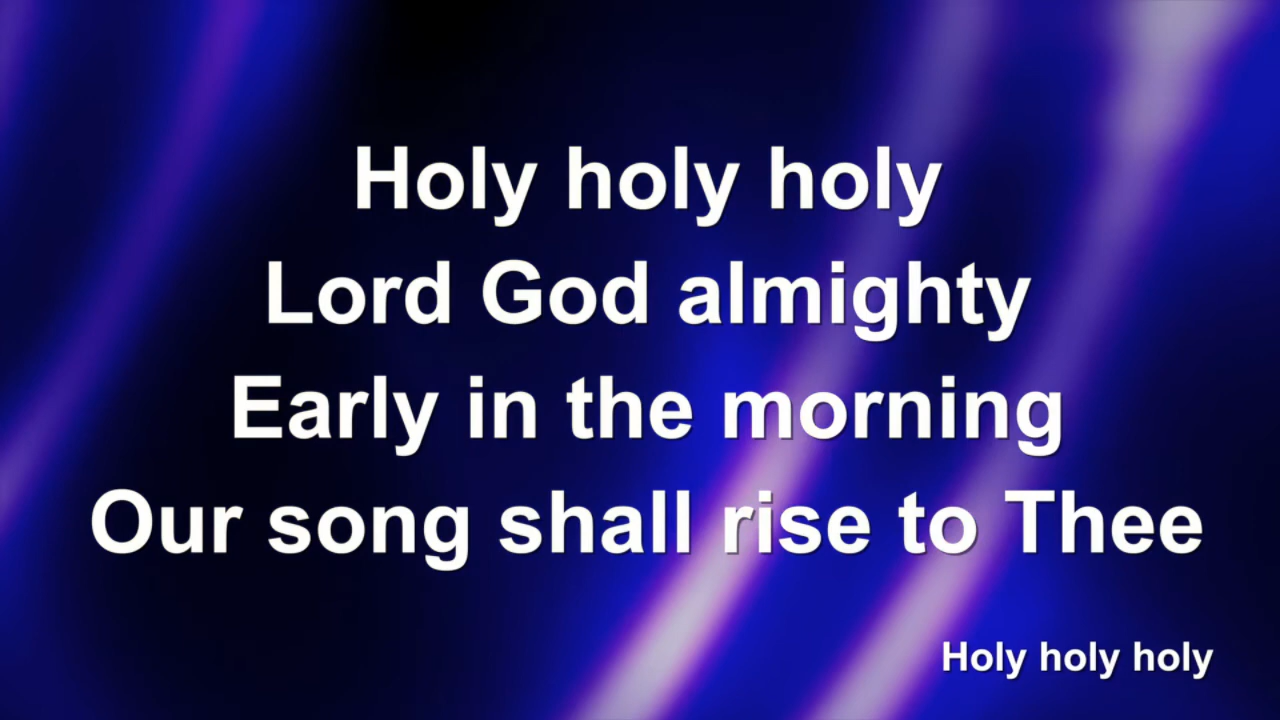 Holy holy holy
Lord God almighty
Early in the morning
Our song shall rise to Thee
Holy holy holy